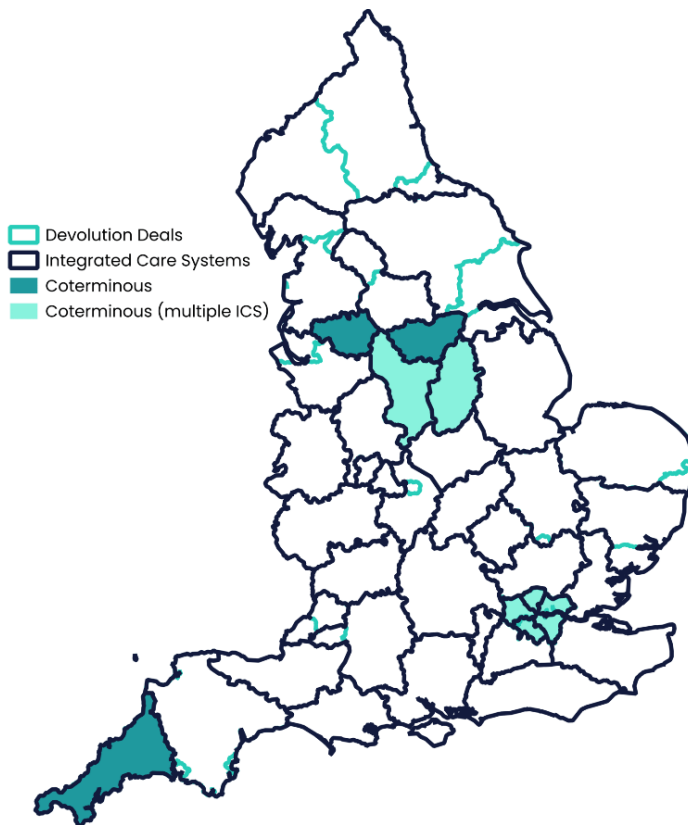 Devolution Deals
Integrated Care Systems
Coterminous
Coterminous (multiple ICS)